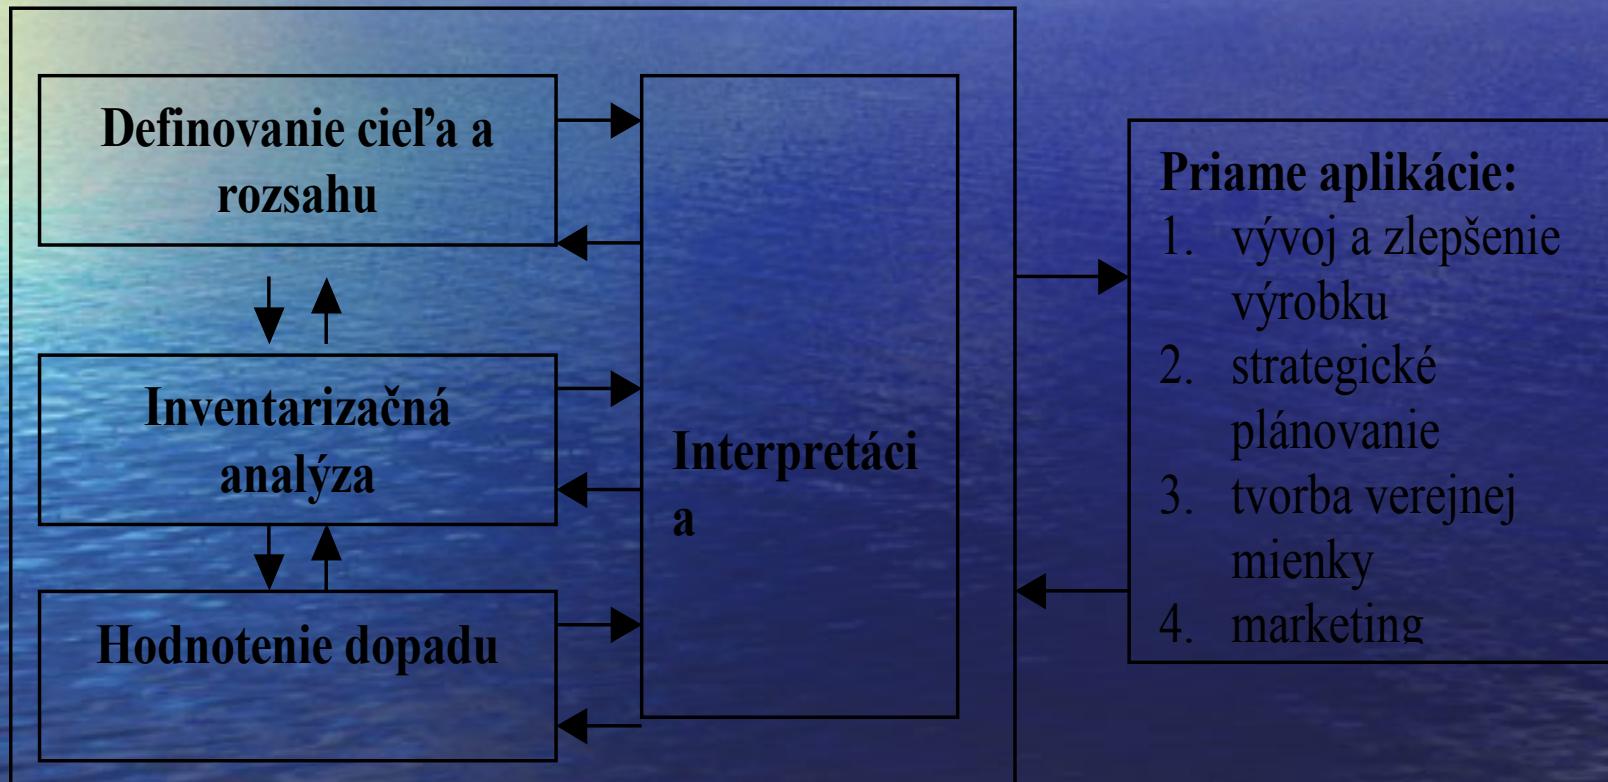 Definovanie cieľa a
rozsahu
Inventarizačná
analýza
Hodnotenie dopadu
Interpretáci
a
Priame aplikácie:
1. vývoj a zlepšenie
výrobku
2. strategické
plánovanie
3. tvorba verejnej
mienky
4. marketing